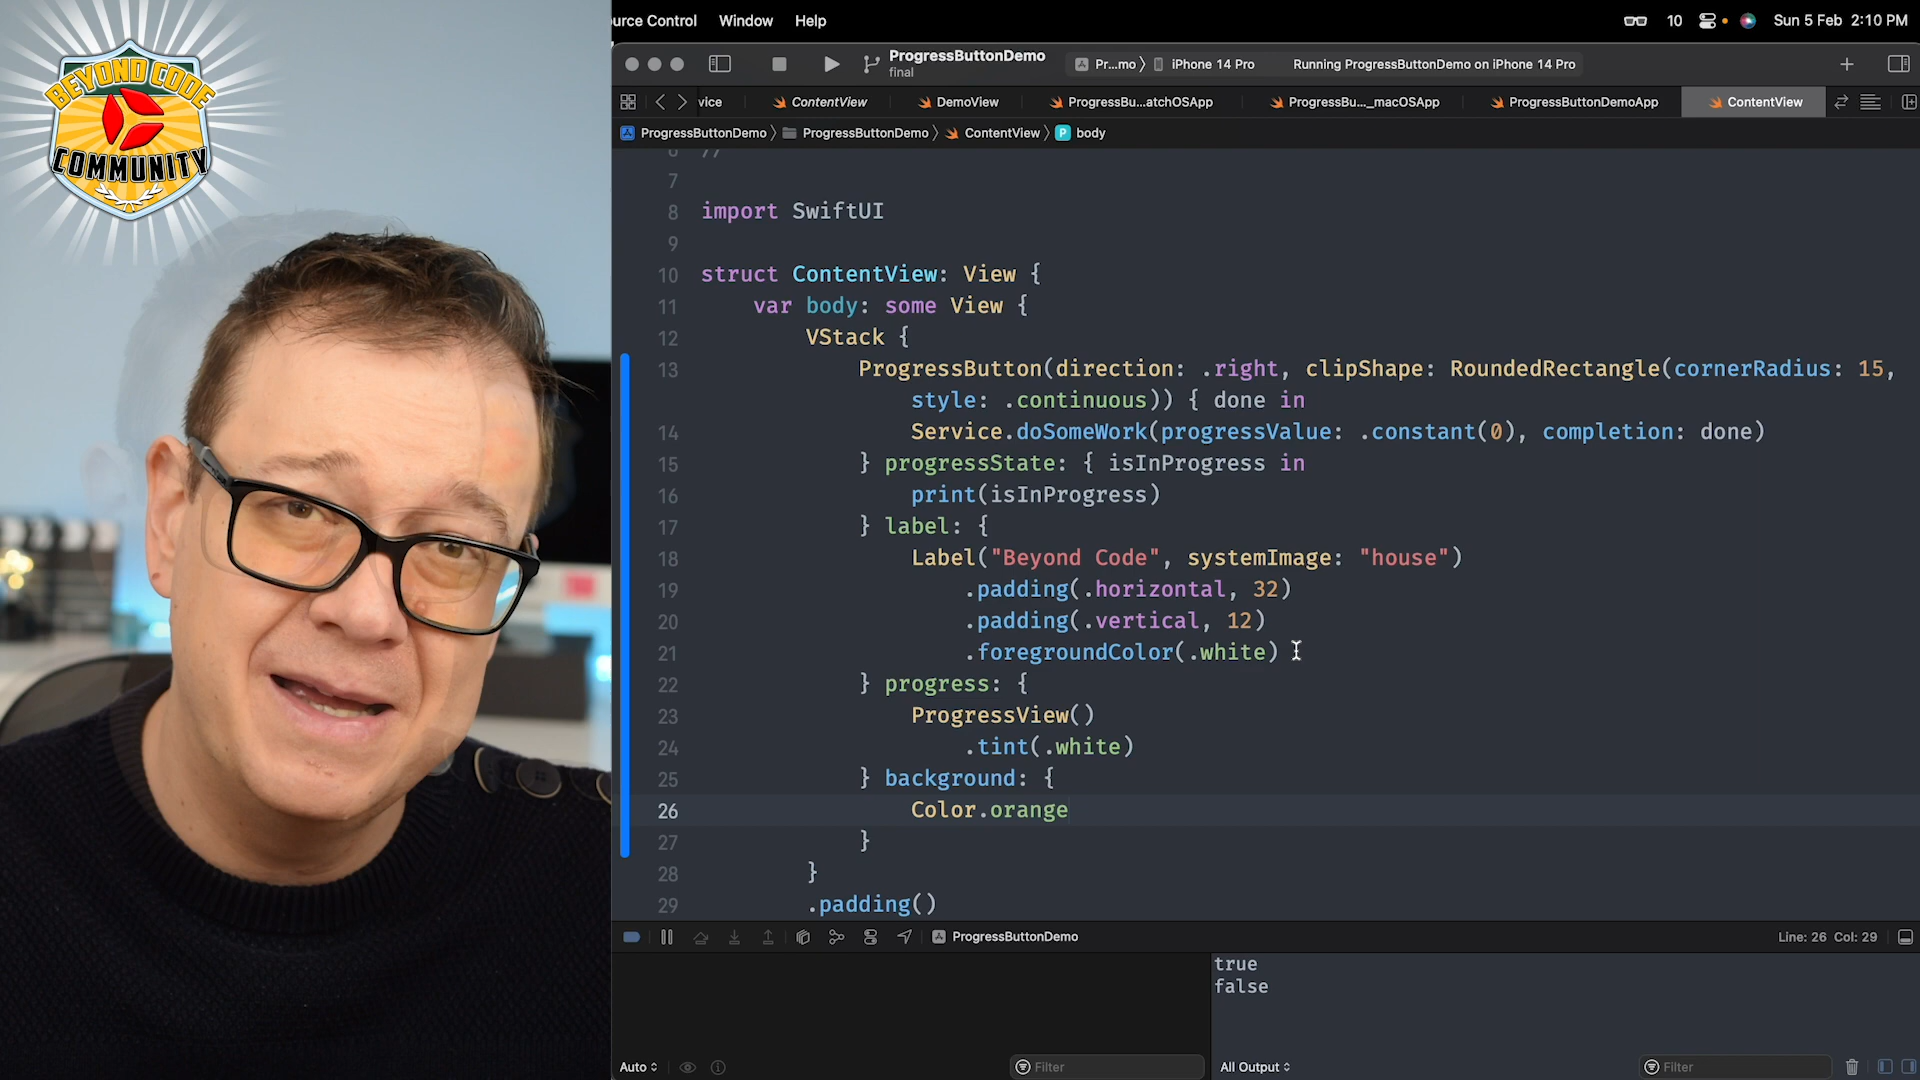 BEYOND CODE
COMMUNITY
urce Control Window Help
10 Sun 5 Feb 2:10 PM
ProgressButtonDemo
final
Pr...mo iPhone 14 Pro Running ProgressButtonDemo on iPhone 14 Pro
vice ContentView DemoView ProgressBu...atchOSApp ProgressBu..._macOSApp ProgressButtonDemoApp ContentView
ProgressButtonDemo ProgressButtonDemo ContentView P body
6 //
7
8 import SwiftUI
9
10 struct ContentView: View {
11 var body: some View {
12 VStack {
13 ProgressButton(direction: .right, clipShape: RoundedRectangle(cornerRadius: 15,
style: .continuous)) { done in
14 Service.doSomeWork(progressValue: .constant(0), completion: done)
15 } progressState: { isInProgress in
16 print(isInProgress)
17 } label: {
18 Label("Beyond Code", systemImage: "house")
19 .padding(.horizontal, 32)
20 .padding(.vertical, 12)
21 .foregroundColor(.white)
22 } progress: {
23 ProgressView()
24 .tint(.white)
25 } background: {
26 Color.orange
27 }
28 }
29 .padding()
ProgressButtonDemo Line: 26 Col: 29
true
false
Auto Filter All Output Filter